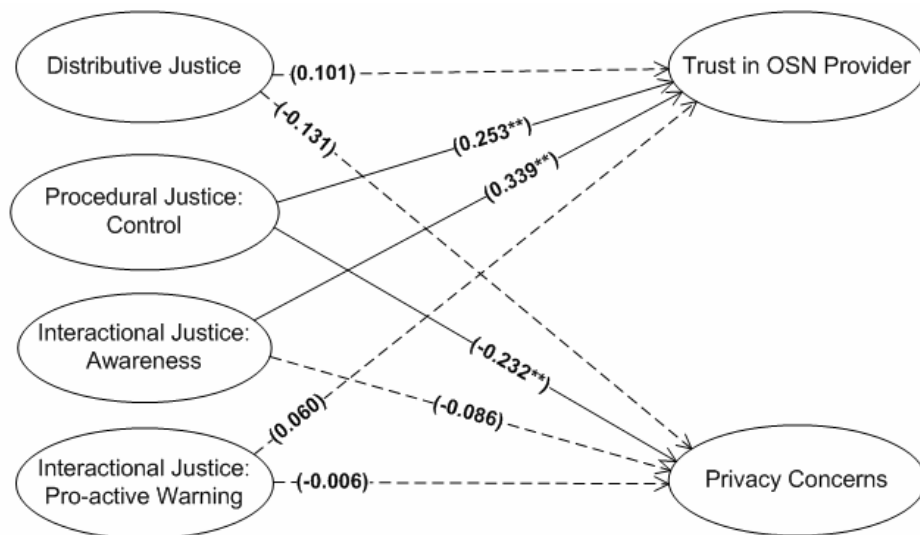 Distributive Justice
(0.101)
Trust in OSN Provider
(-0.131)
(0.253**)
Procedural Justice:
Control
(0.339**)
Interactional Justice:
Awareness
(-0.232**)
(-0.086)
(0.060)
Interactional Justice:
Pro-active Warning
(-0.006)
Privacy Concerns